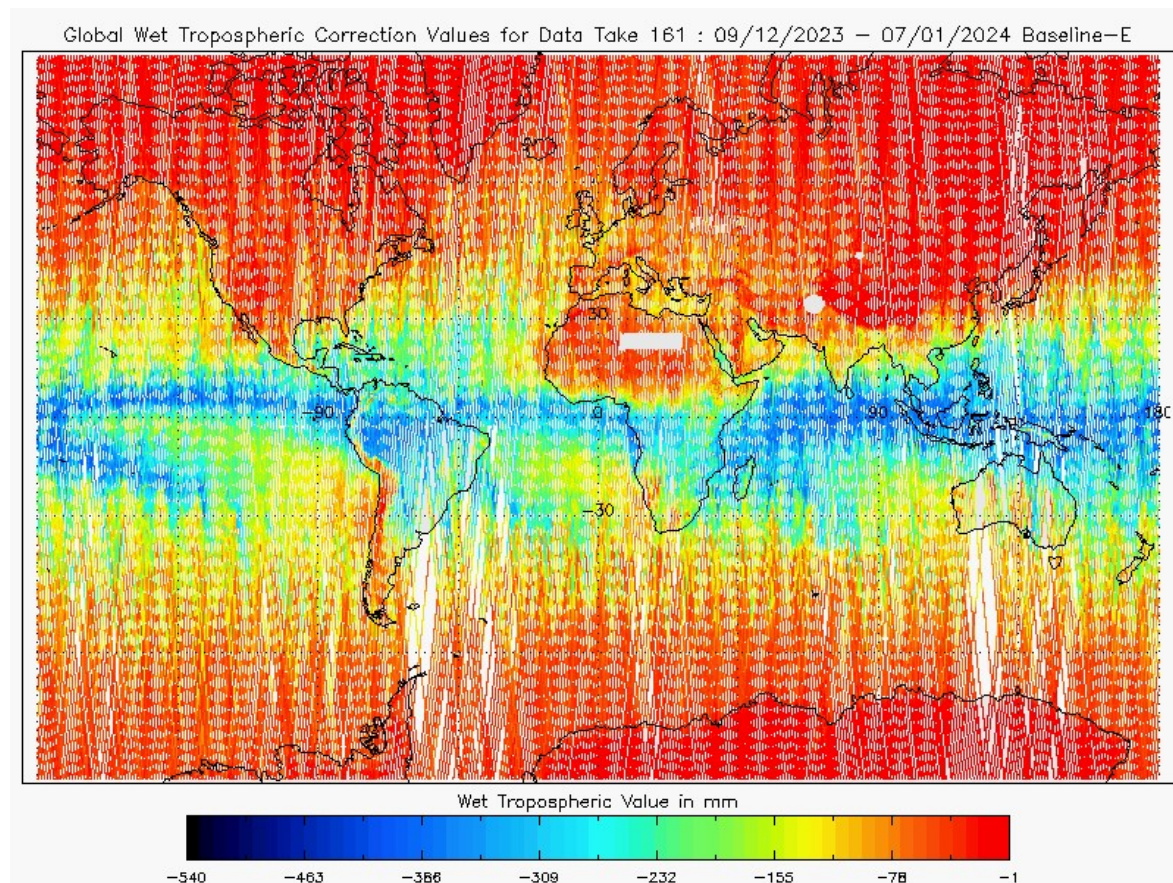 Global Wet Tropospheric Correction Values for Data Take 161 : 09/12/2023 – 07/01/2024 Baseline-E
30
-90 0 90 180
-30
Wet Tropospheric Value in mm
-540 -463 -386 -309 -232 -155 -78 -1